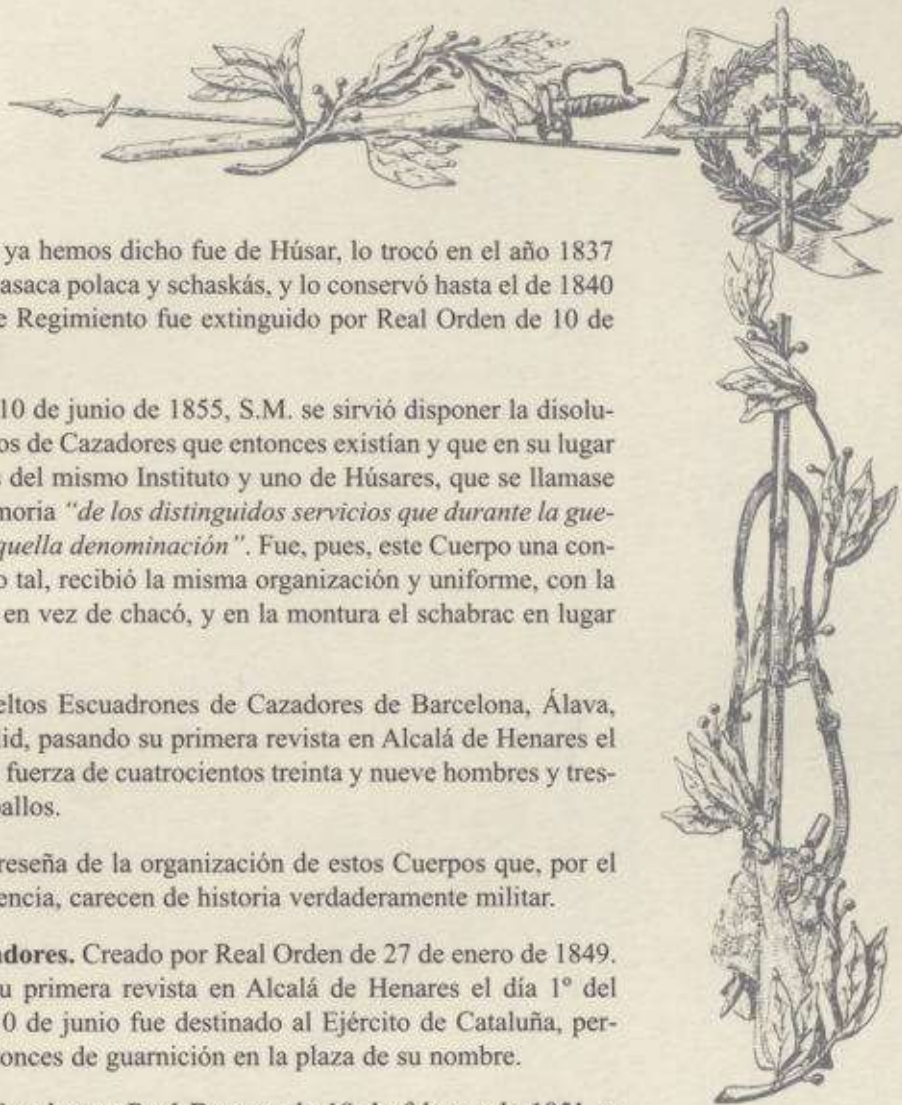 ya hemos dicho fue de Húsar, lo trocó en el año 1837
asaca polaca y schaskás, y lo conservó hasta el de 1840
e Regimiento fue extinguido por Real Orden de 10 de
10 de junio de 1855, S.M. se sirvió disponer la disolu-
os de Cazadores que entonces existían y que en su lugar
s del mismo Instituto y uno de Húsares, que se llamase
moria "de los distinguidos servicios que durante la gue-
quella denominación". Fue, pues, este Cuerpo una con-
o tal, recibió la misma organización y uniforme, con la
en vez de chacó, y en la montura el schabrac en lugar
eltos Escuadrones de Cazadores de Barcelona, Álava,
lid, pasando su primera revista en Alcalá de Henares el
fuerza de cuatrocientos treinta y nueve hombres y tres-
ballos.
reseña de la organización de estos Cuerpos que, por el
encia, carecen de historia verdaderamente militar.
adores. Creado por Real Orden de 27 de enero de 1849.
u primera revista en Alcalá de Henares el día 1º del
0 de junio fue destinado al Ejército de Cataluña, per-
onces de guarnición en la plaza de su nombre.